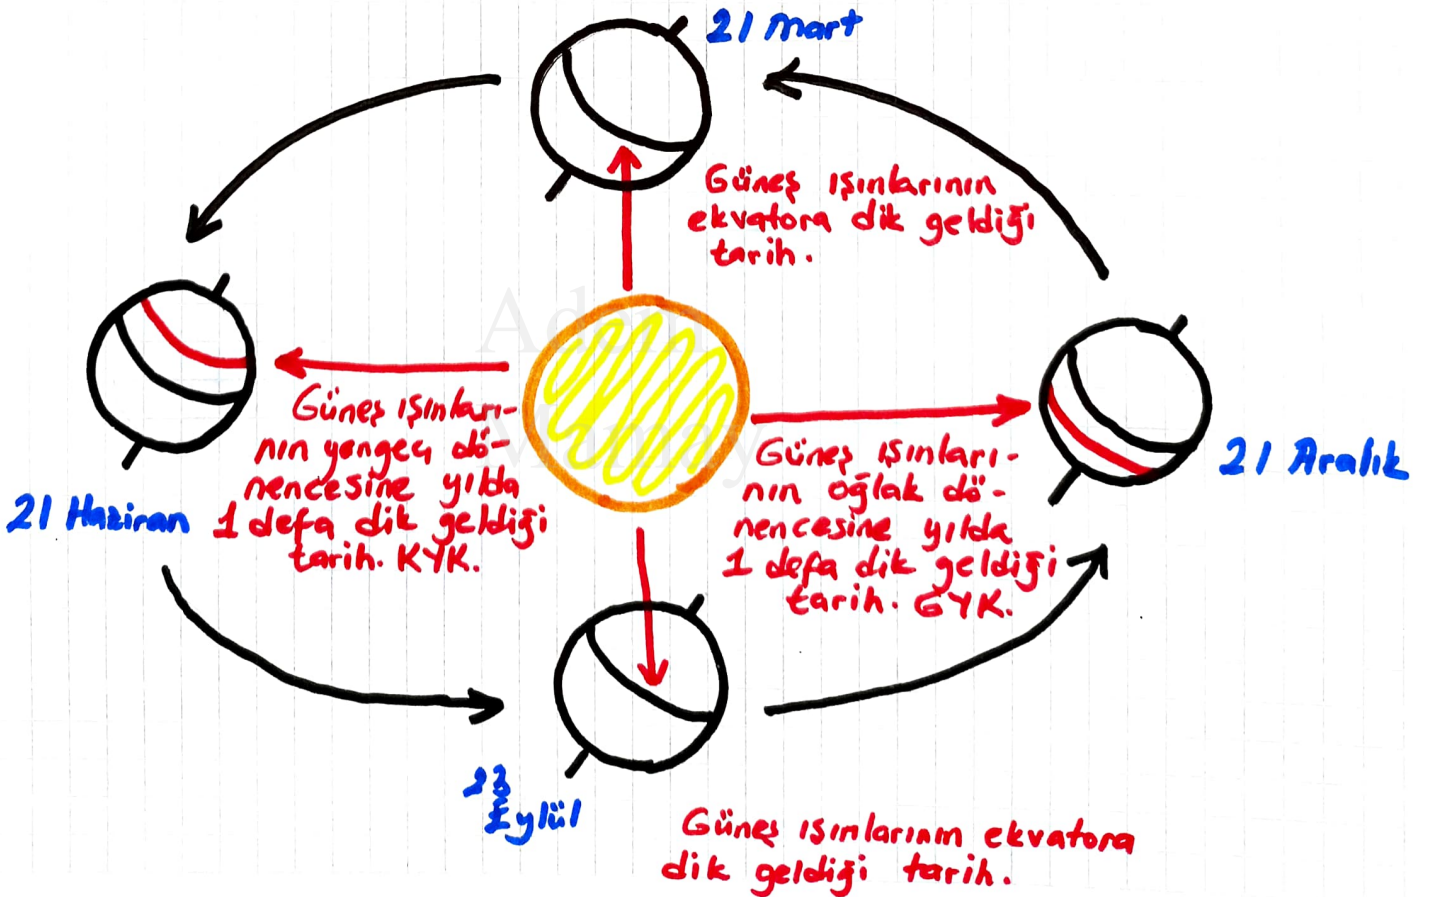 21 Mart
Güneş ışınlarının
ekvatora dik geldiği
tarih.
Güneş ışınları-
nın yengeç dö-
nencesine yılda
1 defa dik geldiği
tarih. KYK.
21 Haziran
Güneş ışınları-
nın oğlak dö-
nencesine yılda
1 defa dik geldiği
tarih. GYK.
21 Aralık
23
Eylül
Güneş ışınlarının ekvatora
dik geldiği tarih.